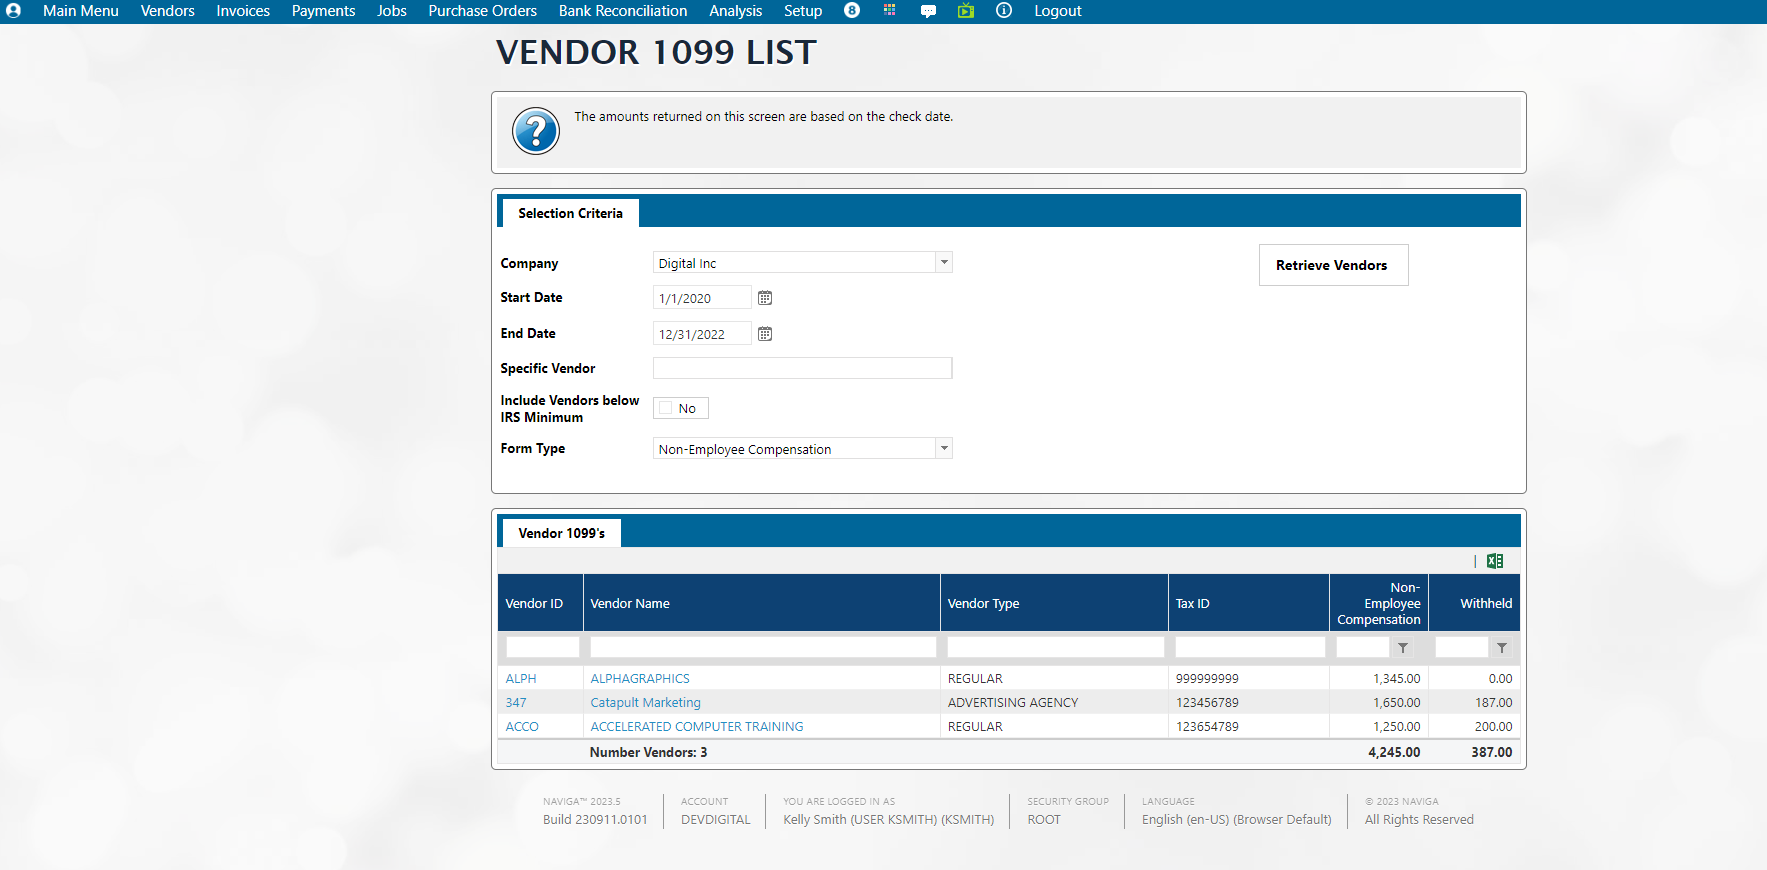 Main Menu Vendors Invoices Payments Jobs Purchase Orders Bank Reconciliation Analysis Setup 8 Logout
VENDOR 1099 LIST
The amounts returned on this screen are based on the check date.
Selection Criteria
Company Digital Inc Retrieve Vendors
Start Date 1/1/2020
End Date 12/31/2022
Specific Vendor
Include Vendors below
IRS Minimum No
Form Type Non-Employee Compensation
Vendor 1099's
Vendor ID Vendor Name Vendor Type Tax ID Non-Employee Compensation Withheld
ALPH ALPHAGRAPHICS REGULAR 999999999 1,345.00 0.00
347 Catapult Marketing ADVERTISING AGENCY 123456789 1,650.00 187.00
ACCO ACCELERATED COMPUTER TRAINING REGULAR 123654789 1,250.00 200.00
Number Vendors: 3 4,245.00 387.00
NAVIGA™ 2023.5 ACCOUNT YOU ARE LOGGED IN AS SECURITY GROUP LANGUAGE © 2023 NAVIGA
Build 230911.0101 DEVDIGITAL Kelly Smith (USER KSMITH) (KSMITH) ROOT English (en-US) (Browser Default) All Rights Reserved